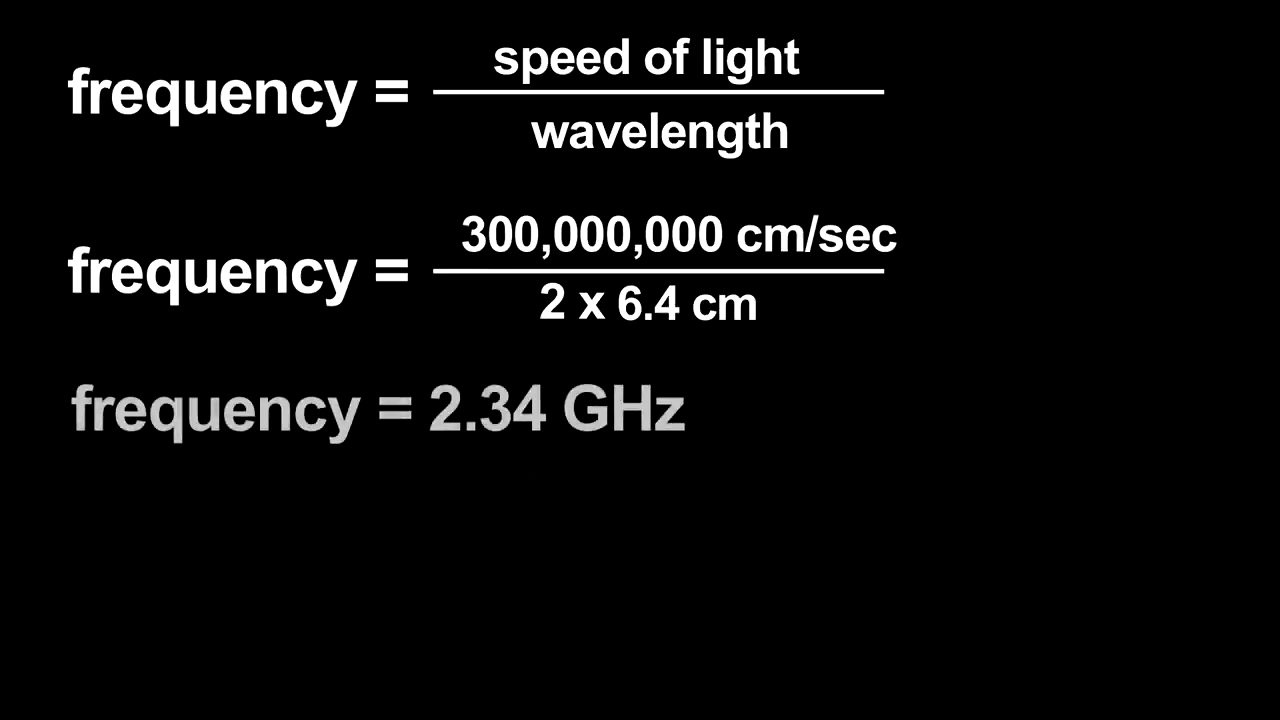 frequency = speed of light
wavelength
frequency = 300,000,000 cm/sec
2 x 6.4 cm
frequency = 2.34 GHz